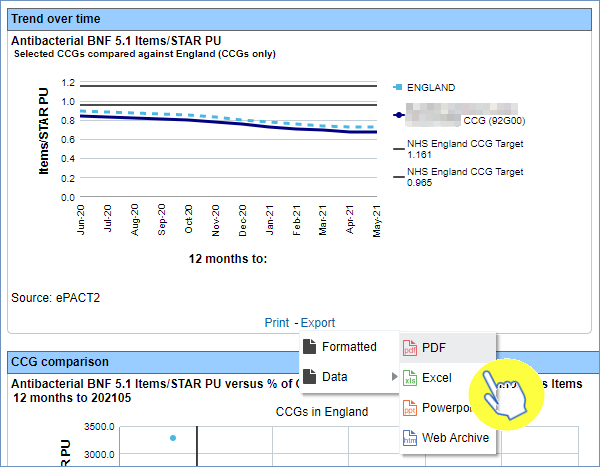 Trend over time
Antibacterial BNF 5.1 Items/STAR PU
Selected CCGs compared against England (CCGs only)
1.2
1.0
0.8
0.6
0.4
0.2
0.0
Items/STAR PU
Jun-20
Jul-20
Aug-20
Sep-20
Oct-20
Nov-20
Dec-20
Jan-21
Feb-21
Mar-21
Apr-21
May-21
12 months to:
ENGLAND
CCG (92G00)
NHS England CCG Target
1.161
NHS England CCG Target
0.965
Source: ePACT2
Print - Export
Formatted
Data
pdf PDF
xls Excel
ppt
htm Web Archive
CCG comparison
Antibacterial BNF 5.1 Items/STAR PU versus % of
Items
12 months to 202105
CCGs in England
3500.0
3000.0
PU